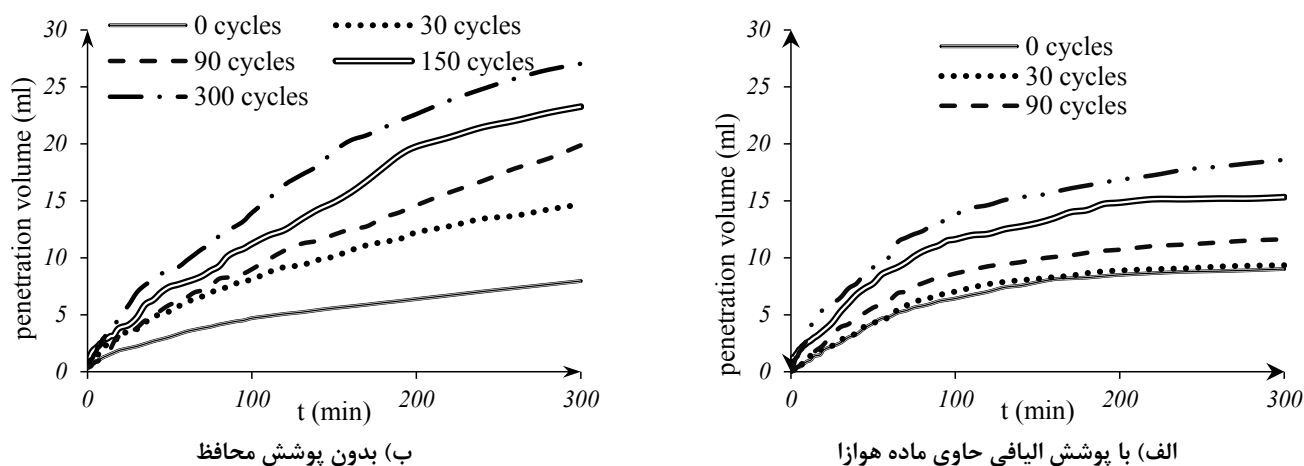 penetration volume (ml)
30
25
20
15
10
5
0
0 cycles
30 cycles
90 cycles
150 cycles
300 cycles
0
100
200
300
t (min)
ب) بدون پوشش محافظ
penetration volume (ml)
30
25
20
15
10
5
0
0 cycles
30 cycles
90 cycles
0
100
200
300
t (min)
الف) با پوشش الیافی حاوی ماده هوازا